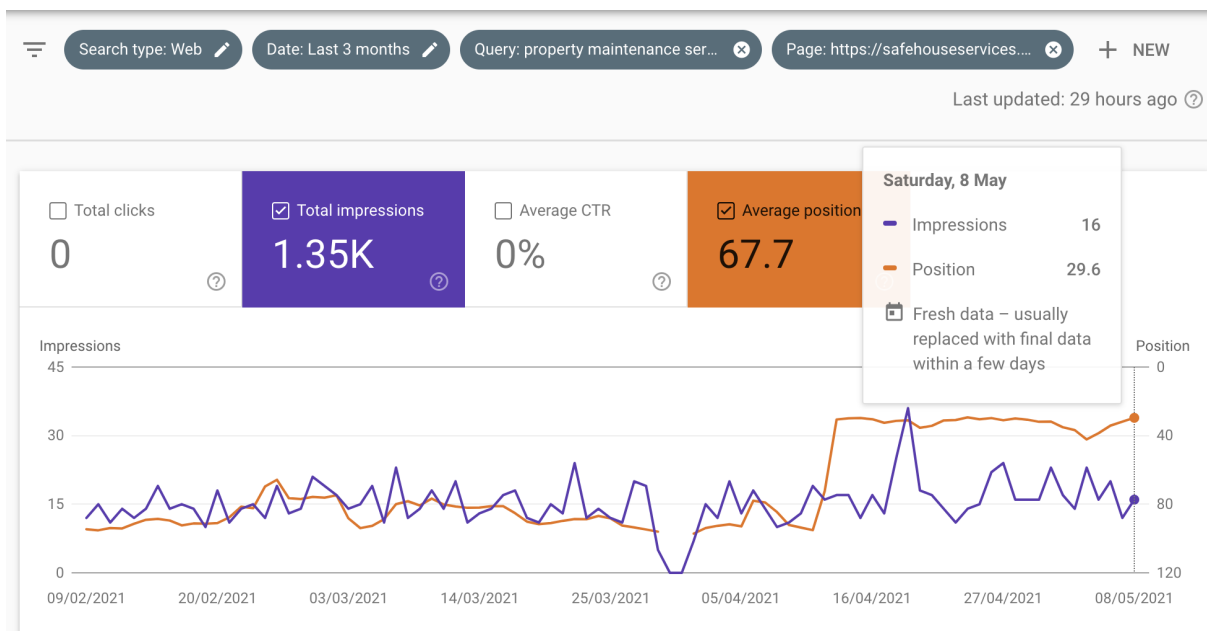 Search type: Web
Date: Last 3 months
Query: property maintenance ser...
Page: https://safehouseservices....
NEW
Last updated: 29 hours ago
Total clicks
0
Total impressions
1.35K
Average CTR
0%
Average position
67.7
Saturday, 8 May
Impressions 16
Position 29.6
Fresh data – usually
replaced with final data
within a few days
Impressions
Position
45
30
15
0
0
40
80
120
09/02/2021 20/02/2021 03/03/2021 14/03/2021 25/03/2021 05/04/2021 16/04/2021 27/04/2021 08/05/2021